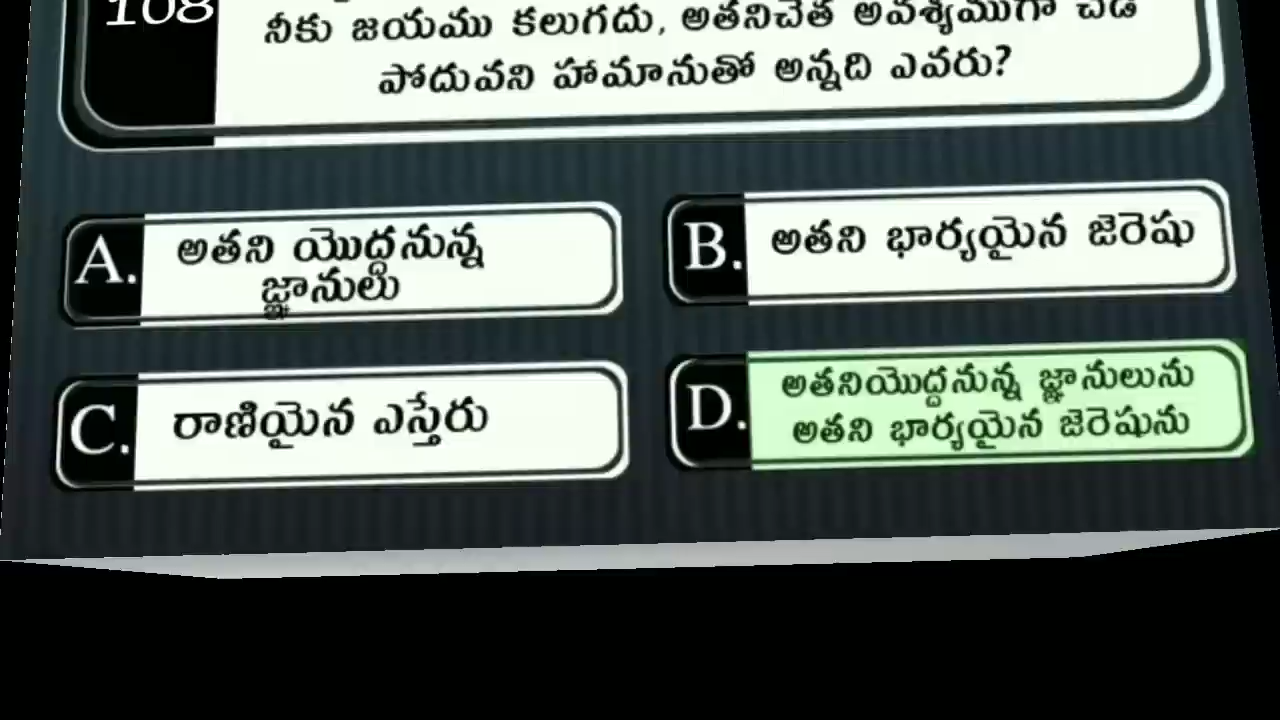 108
నీకు జయము కలుగదు, అతనిచేత అవశ్యముగా చెడి
పోదువని హామానుతో అన్నది ఎవరు?
A. అతని యొద్దనున్న
జ్ఞానులు
B. అతని భార్యయైన జెరెషు
C. రాణియైన ఎస్తేరు
D. అతనియొద్దనున్న జ్ఞానులును
అతని భార్యయైన జెరెషును